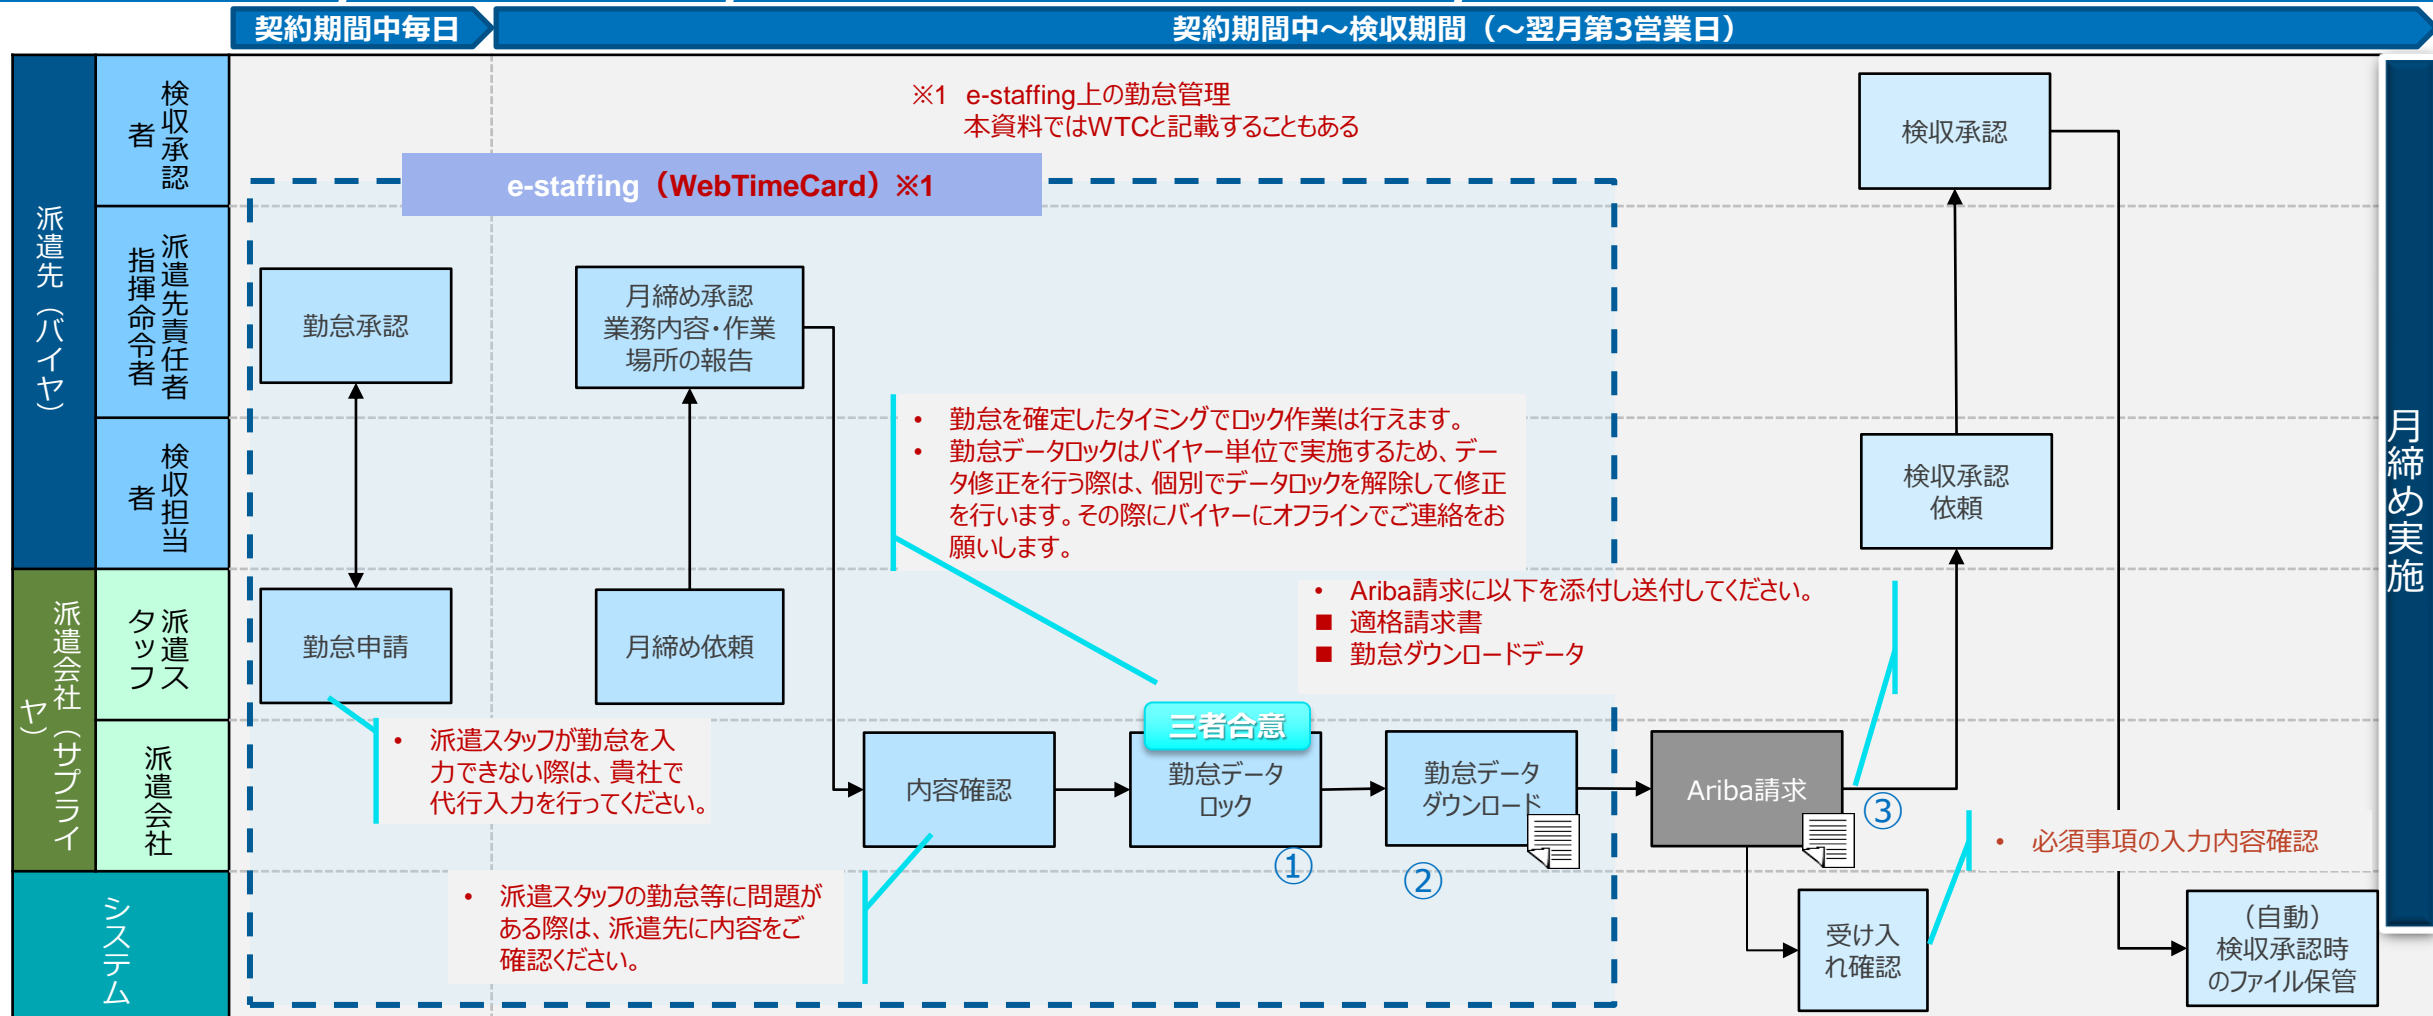 契約期間中毎日
契約期間中～検収期間（～翌月第3営業日）
派遣先（バイヤ）
検収承認
者
派遣先責任者
指揮命令者
検収担当
者
派遣会社（サプライ
ヤ）
派遣ス
タッフ
派遣会社
システム
※1 e-staffing上の勤怠管理
本資料ではWTCと記載することもある
e-staffing（WebTimeCard）※1
勤怠承認
月締め承認
業務内容・作業
場所の報告
検収承認
• 勤怠を確定したタイミングでロック作業は行えます。
• 勤怠データロックはバイヤー単位で実施するため、デー
タ修正を行う際は、個別でデータロックを解除して修正
を行います。その際にバイヤーにオフラインでご連絡をお
願いします。
検収承認
依頼
勤怠申請
月締め依頼
• Ariba請求に以下を添付し送付してください。
■ 適格請求書
■ 勤怠ダウンロードデータ
• 派遣スタッフが勤怠を入
力できない際は、貴社で
代行入力を行ってください。
内容確認
三者合意
勤怠データ
ロック
①
勤怠データ
ダウンロード
②
Ariba請求
③
• 必須事項の入力内容確認
• 派遣スタッフの勤怠等に問題が
ある際は、派遣先に内容をご
確認ください。
受け入
れ確認
（自動）
検収承認時
のファイル保管
月締め実施